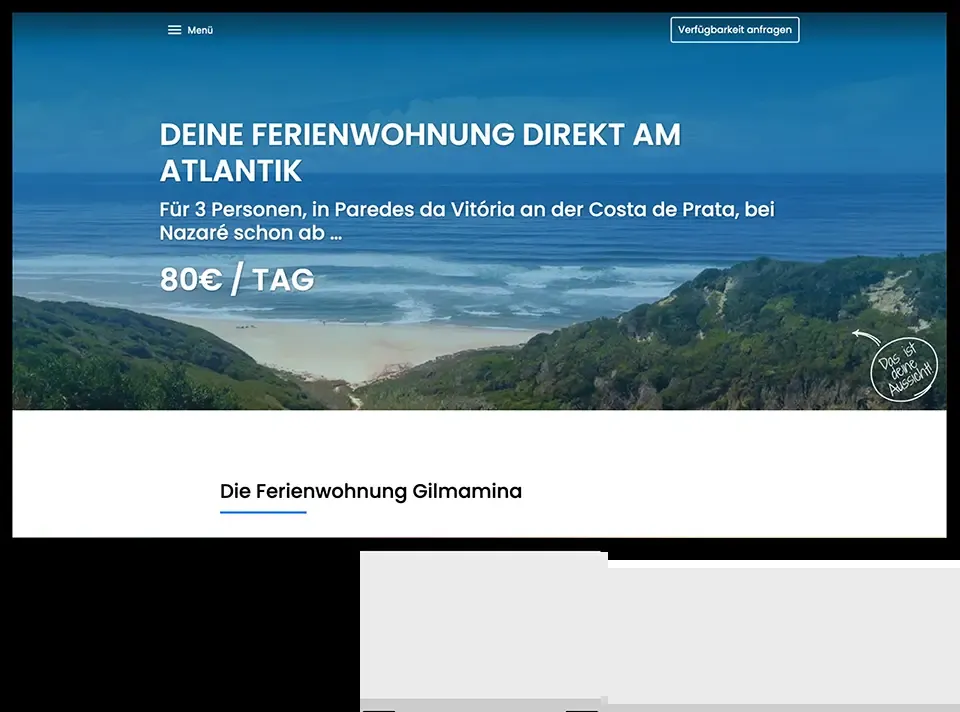 Menü
Verfügbarkeit anfragen
DEINE FERIENWOHNUNG DIREKT AM
ATLANTIK
Für 3 Personen, in Paredes da Vitória an der Costa de Prata, bei
Nazaré schon ab ...
80€ / TAG
Das ist
deine
Aussicht!
Die Ferienwohnung Gilmamina